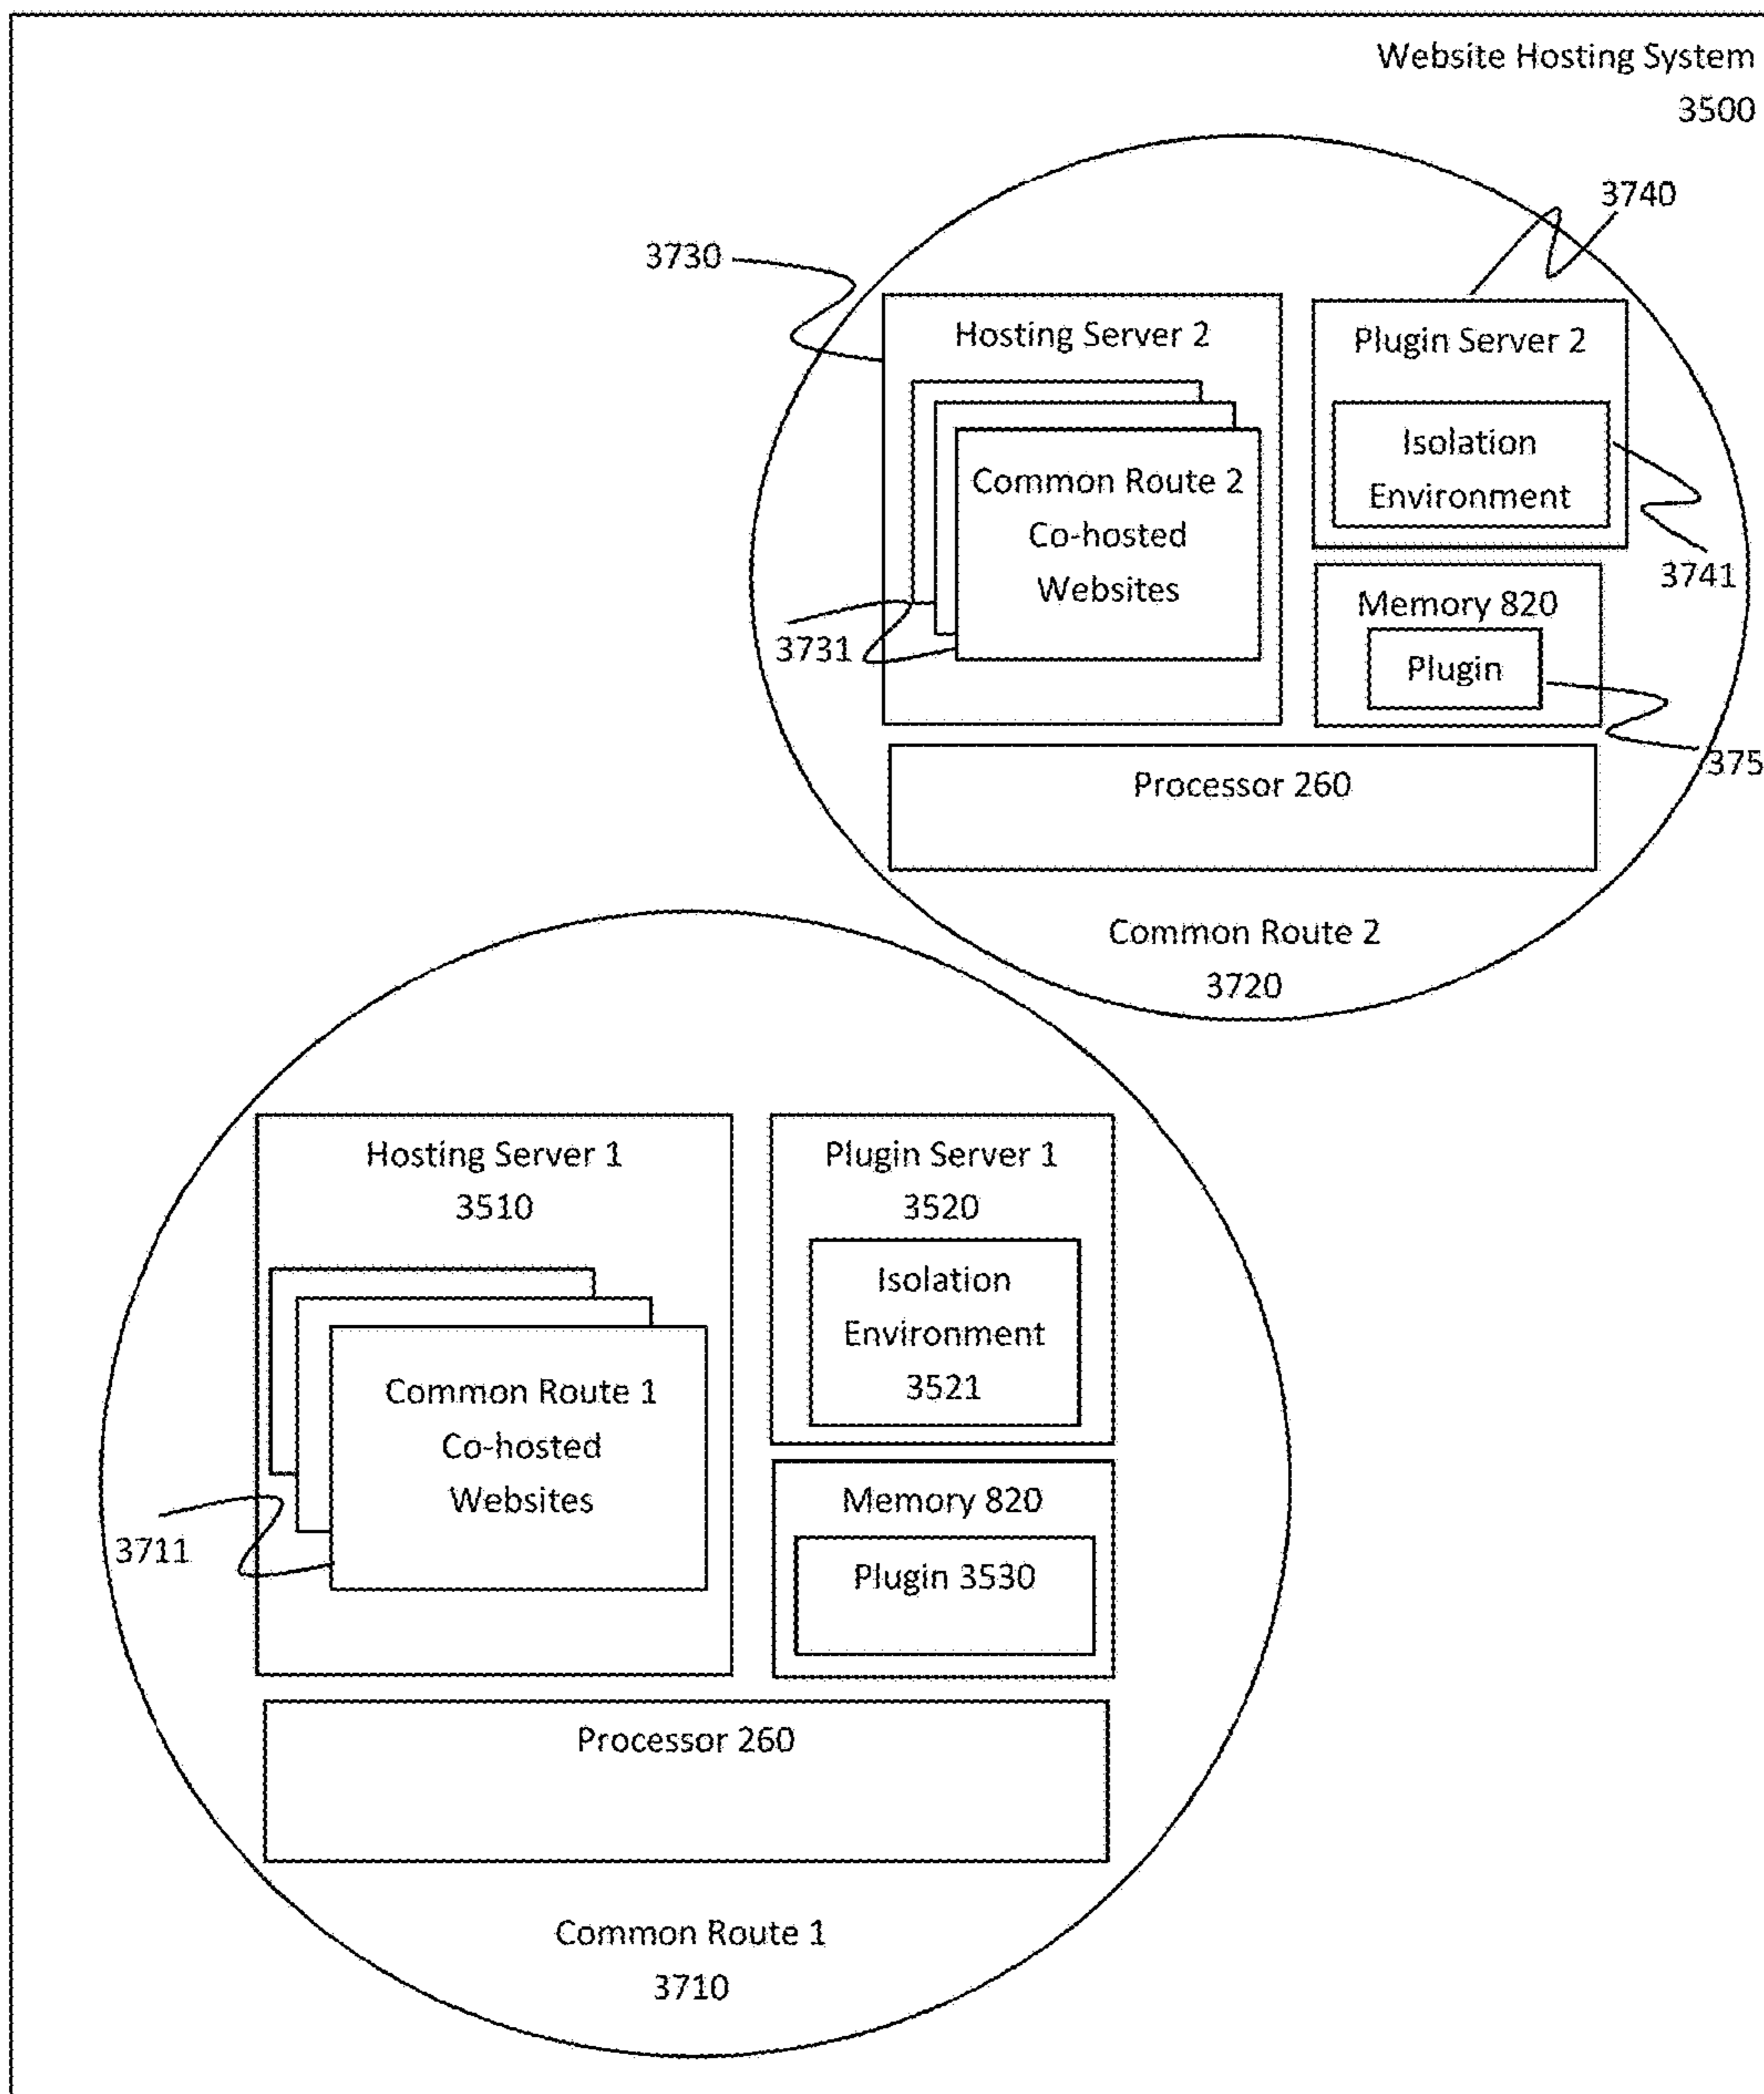 Website Hosting System
3500
3740
3730
Hosting Server 2
Plugin Server 2
Isolation
Environment
3741
Common Route 2
Co-hosted
Websites
3731
Memory 820
Plugin
375
Processor 260
Common Route 2
3720
Hosting Server 1
3510
Plugin Server 1
3520
Isolation
Environment
3521
Common Route 1
Co-hosted
Websites
3711
Memory 820
Plugin 3530
Processor 260
Common Route 1
3710